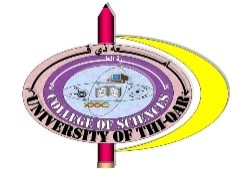 COLLEGE OF SCIENCES
UNIVERSITY OF THI-QAR